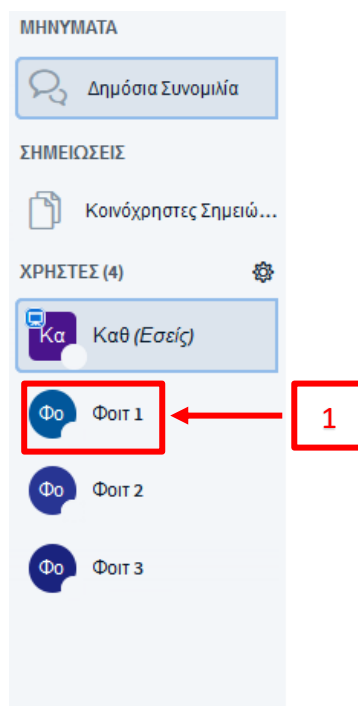 ΜΗΝΥΜΑΤΑ
Δημόσια Συνομιλία
ΣΗΜΕΙΩΣΕΙΣ
Κοινόχρηστες Σημειώ...
ΧΡΗΣΤΕΣ (4)
Κα Καθ (Εσείς)
Φο Φοιτ 1 1
Φο Φοιτ 2
Φο Φοιτ 3